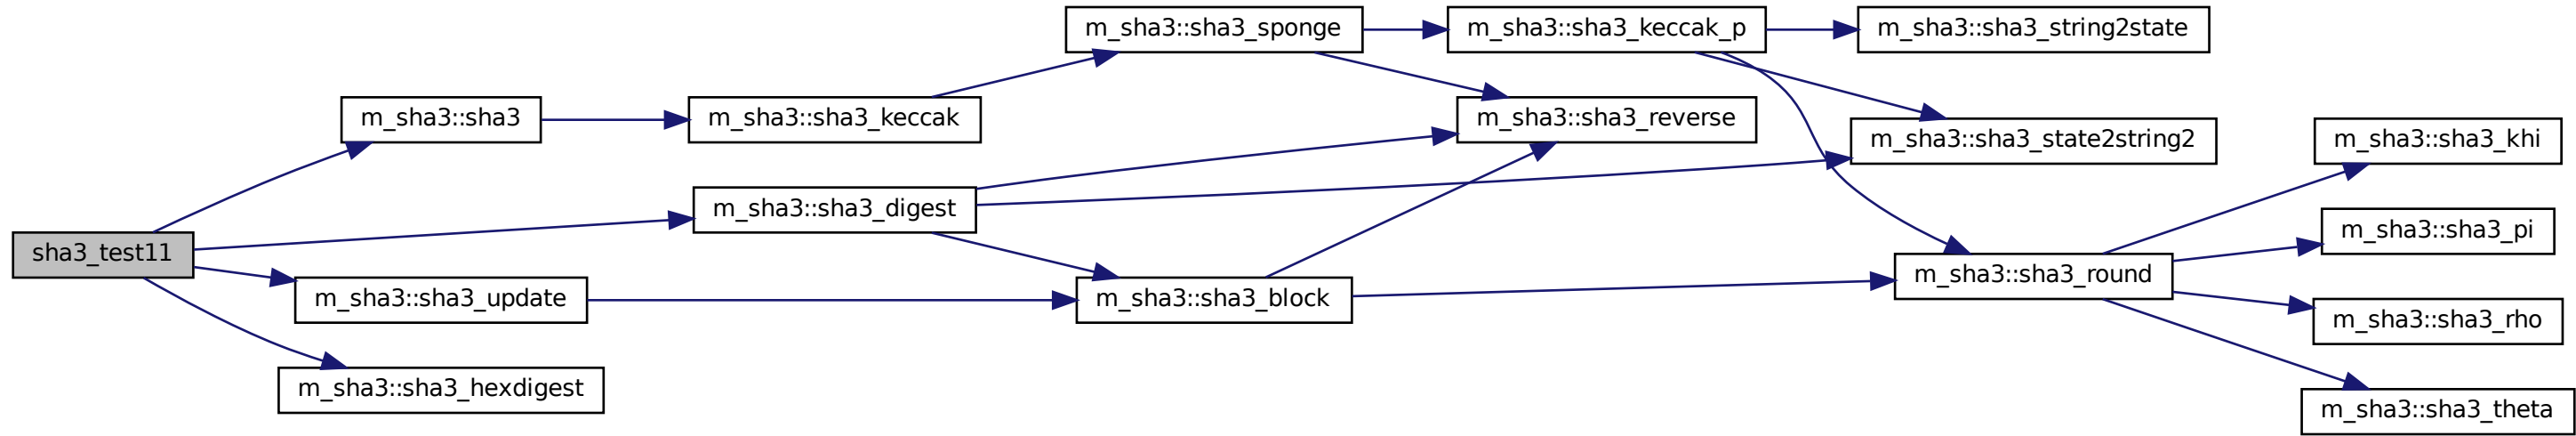 sha3_test11
m_sha3::sha3
m_sha3::sha3_keccak
m_sha3::sha3_sponge
m_sha3::sha3_keccak_p
m_sha3::sha3_string2state
m_sha3::sha3_reverse
m_sha3::sha3_state2string2
m_sha3::sha3_digest
m_sha3::sha3_update
m_sha3::sha3_block
m_sha3::sha3_round
m_sha3::sha3_khi
m_sha3::sha3_pi
m_sha3::sha3_rho
m_sha3::sha3_theta
m_sha3::sha3_hexdigest